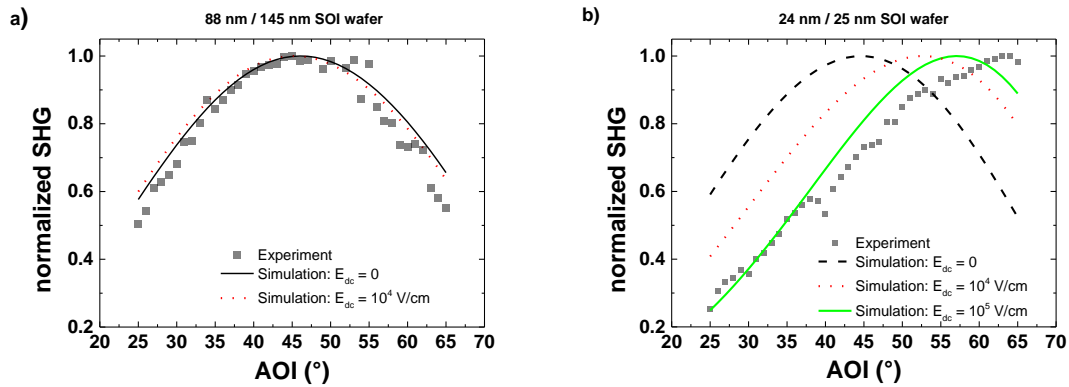 a)
88 nm / 145 nm SOI wafer
normalized SHG
1.0
0.8
0.6
0.4
0.2
Experiment
Simulation: E_dc = 0
Simulation: E_dc = 10^4 V/cm
20 25 30 35 40 45 50 55 60 65 70
AOI (°)
b)
24 nm / 25 nm SOI wafer
normalized SHG
1.0
0.8
0.6
0.4
0.2
Experiment
Simulation: E_dc = 0
Simulation: E_dc = 10^4 V/cm
Simulation: E_dc = 10^5 V/cm
20 25 30 35 40 45 50 55 60 65 70
AOI (°)